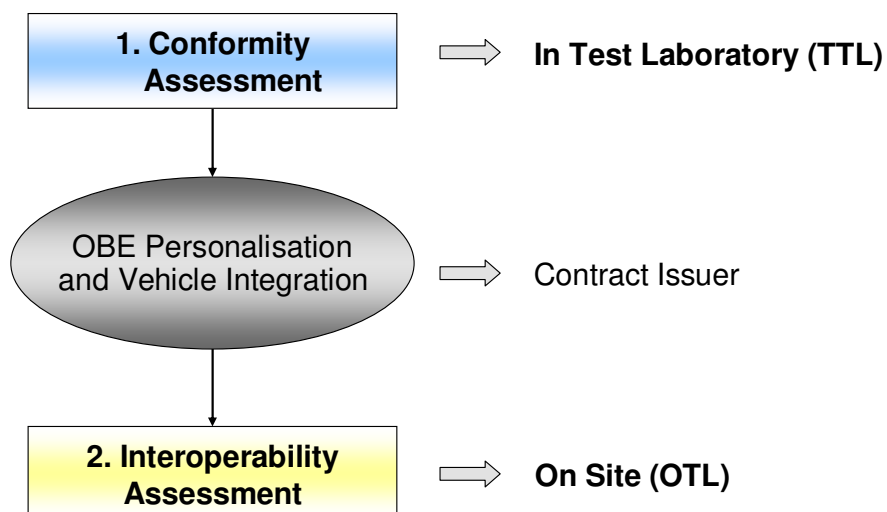 1. Conformity
Assessment
In Test Laboratory (TTL)
OBE Personalisation
and Vehicle Integration
Contract Issuer
2. Interoperability
Assessment
On Site (OTL)